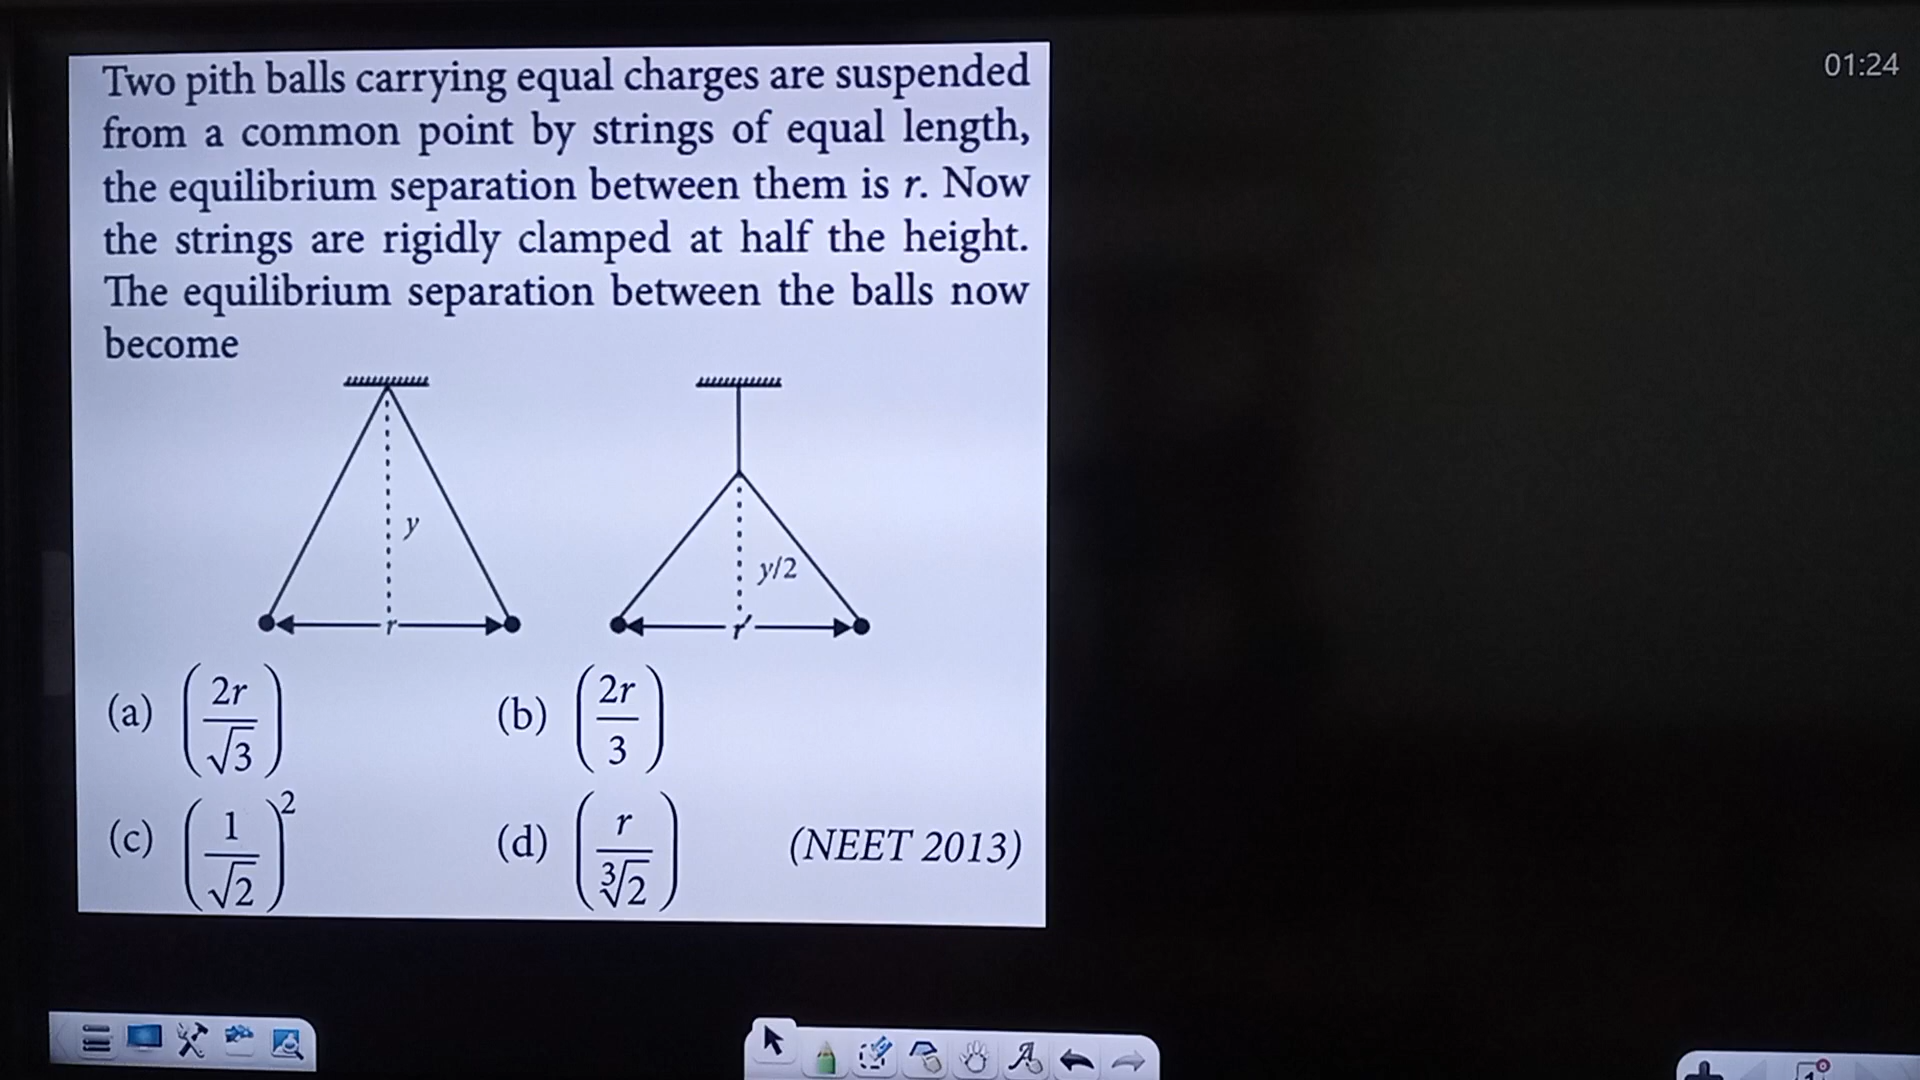 01:24
Two pith balls carrying equal charges are suspended
from a common point by strings of equal length,
the equilibrium separation between them is r. Now
the strings are rigidly clamped at half the height.
The equilibrium separation between the balls now
become
y
r
y/2
r′
(a) (2r/√3)
(b) (2r/3)
(c) (1/√2)²
(d) (r/∛2)
(NEET 2013)